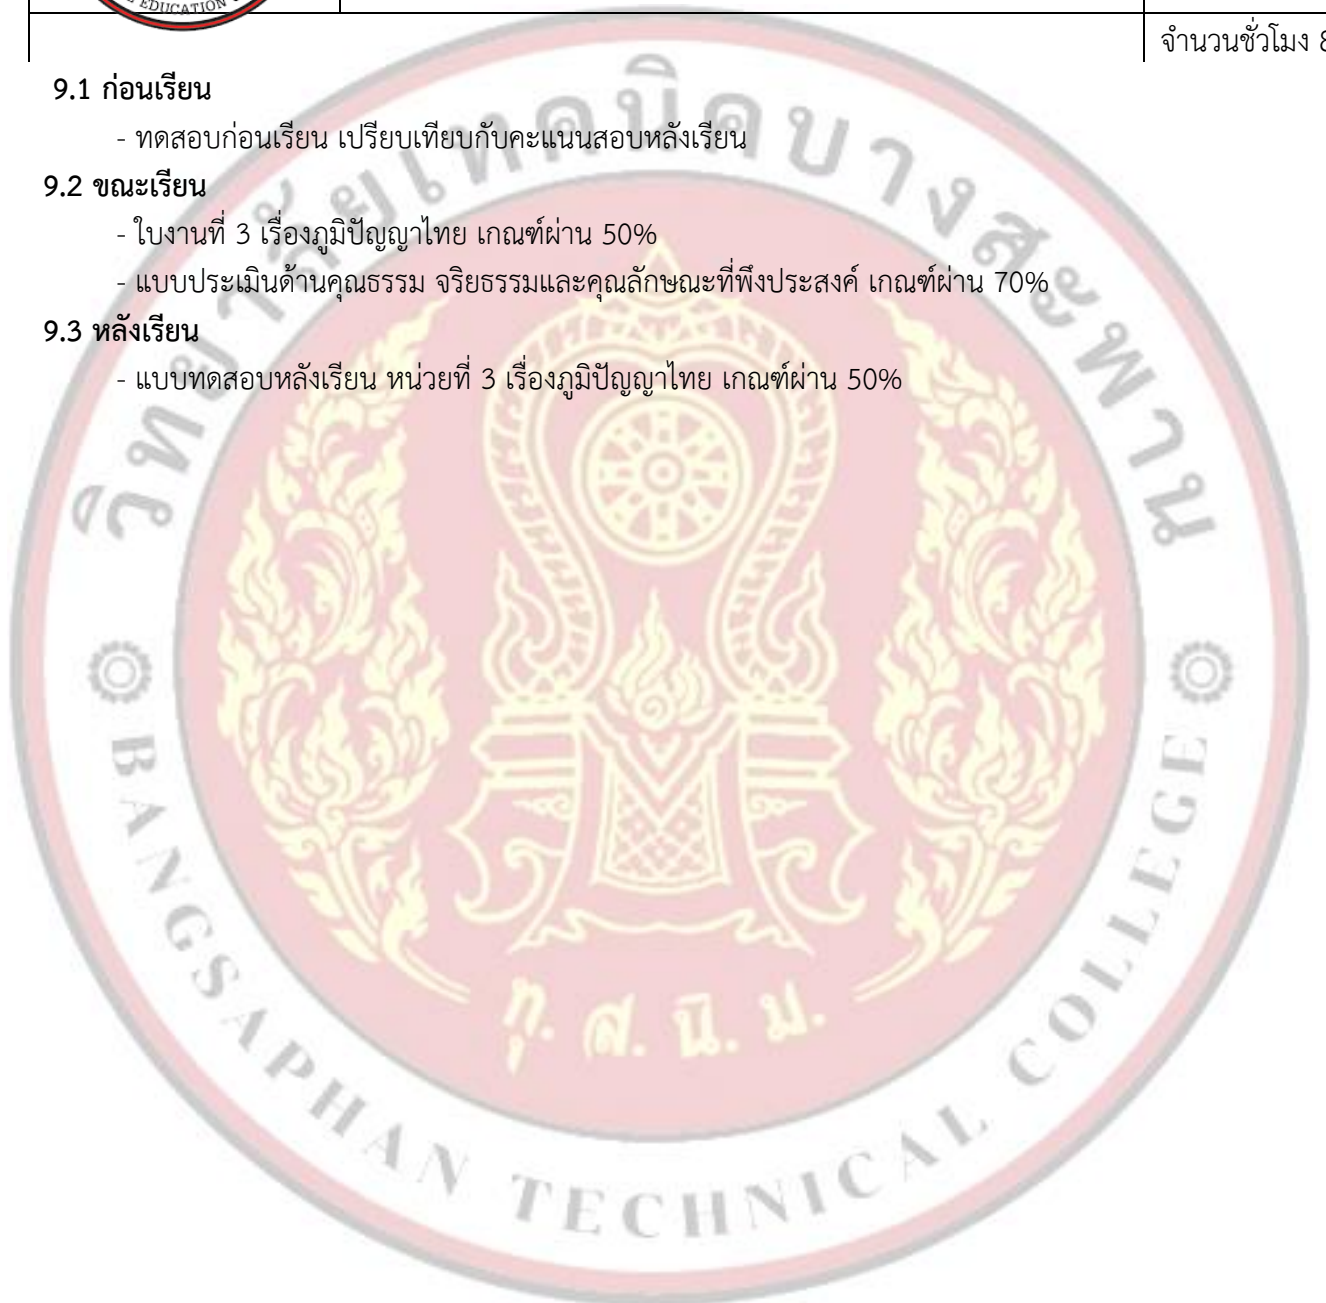 EDUCATION
จำนวนชั่วโมง 8
9.1 ก่อนเรียน
- ทดสอบก่อนเรียน เปรียบเทียบกับคะแนนสอบหลังเรียน
9.2 ขณะเรียน
- ใบงานที่ 3 เรื่องภูมิปัญญาไทย เกณฑ์ผ่าน 50%
- แบบประเมินด้านคุณธรรม จริยธรรมและคุณลักษณะที่พึงประสงค์ เกณฑ์ผ่าน 70%
9.3 หลังเรียน
- แบบทดสอบหลังเรียน หน่วยที่ 3 เรื่องภูมิปัญญาไทย เกณฑ์ผ่าน 50%
วิทยาลัยเทคนิคบางสะพาน
ทุ. ส. นิ. ม.
BANGSAPHAN TECHNICAL COLLEGE